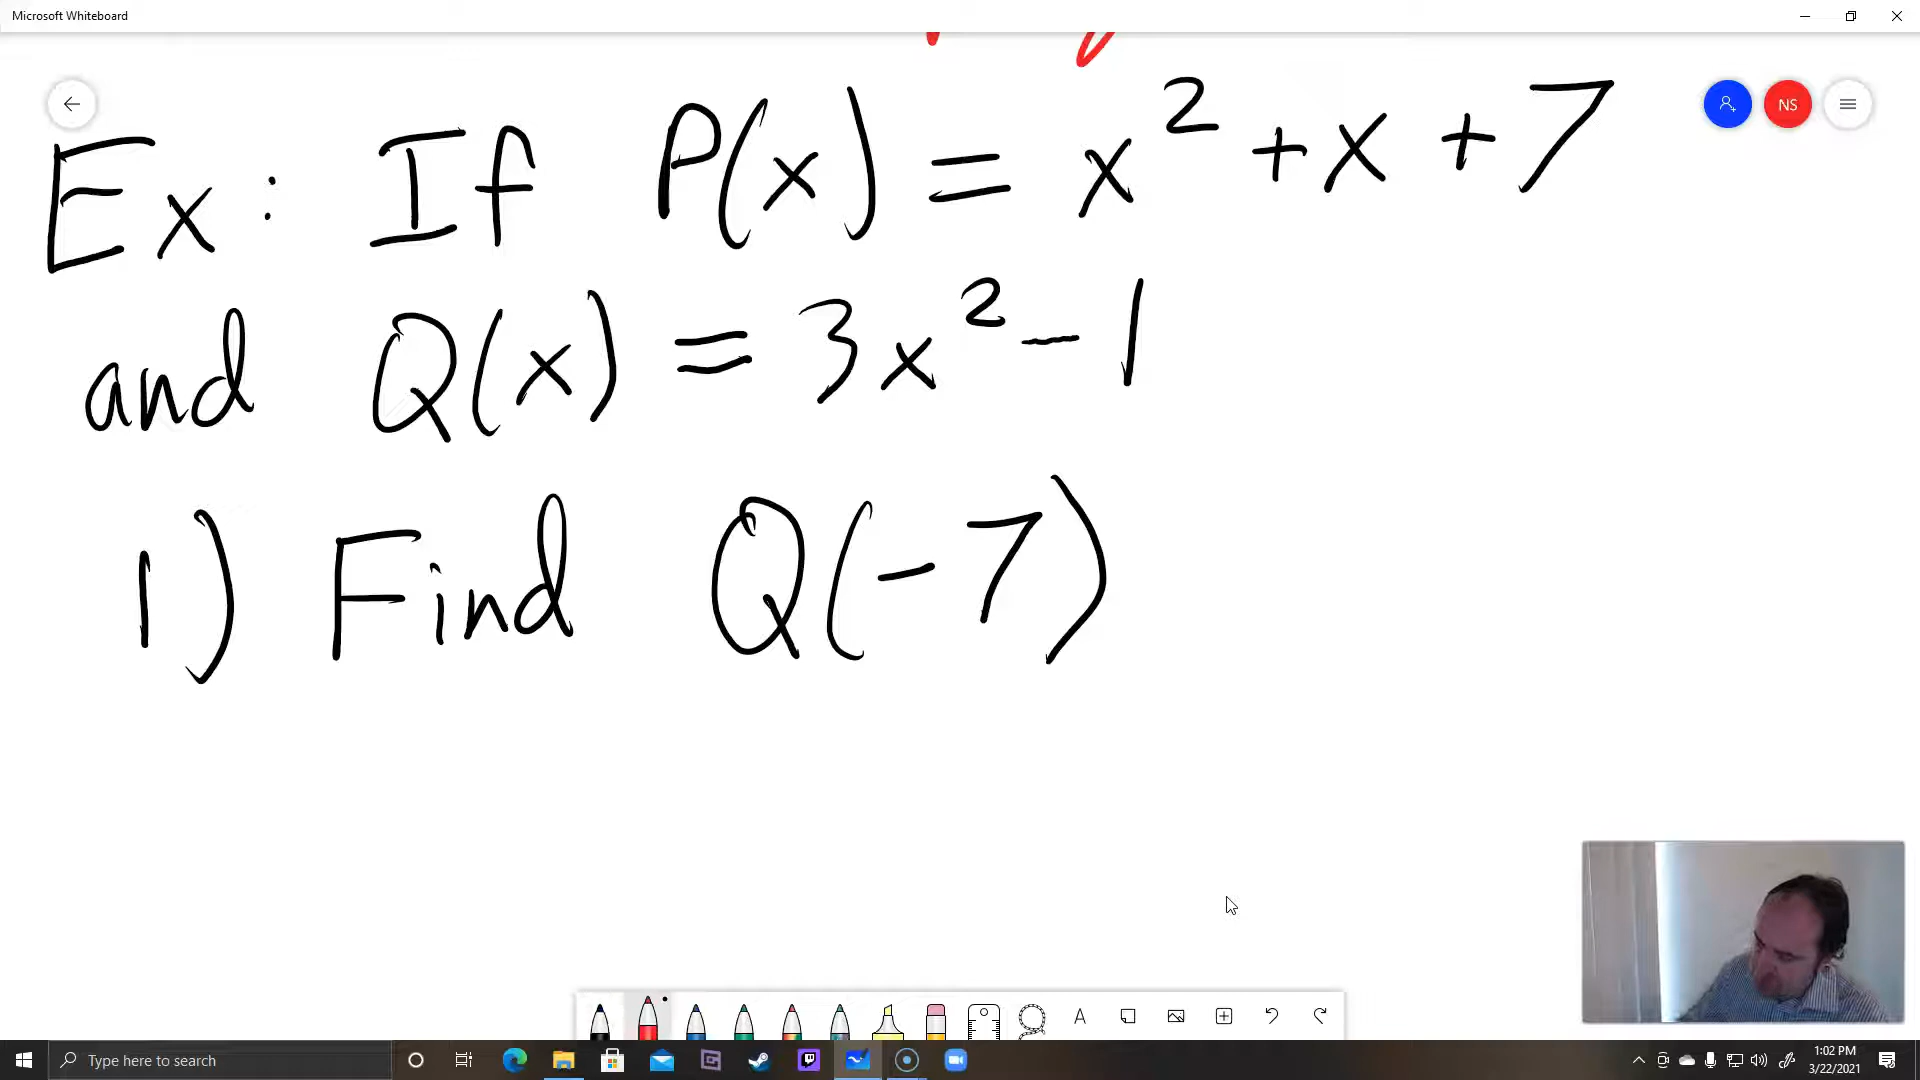 Microsoft Whiteboard
NS
Ex: If P(x) = x² + x + 7
and Q(x) = 3x² - 1
1) Find Q(-7)
A
Type here to search
1:02 PM
3/22/2021